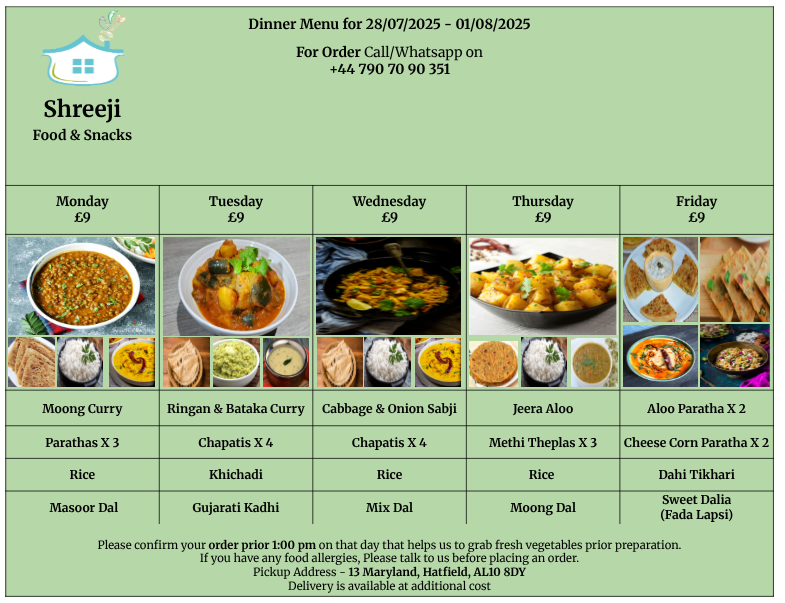 Dinner Menu for 28/07/2025 - 01/08/2025
For Order Call/Whatsapp on
+44 790 70 90 351
Shreeji
Food & Snacks
Monday
£9
Tuesday
£9
Wednesday
£9
Thursday
£9
Friday
£9
Moong Curry
Ringan & Bataka Curry
Cabbage & Onion Sabji
Jeera Aloo
Aloo Paratha X 2
Parathas X 3
Chapatis X 4
Chapatis X 4
Methi Theplas X 3
Cheese Corn Paratha X 2
Rice
Khichadi
Rice
Rice
Dahi Tikhari
Masoor Dal
Gujarati Kadhi
Mix Dal
Moong Dal
Sweet Dalia
(Fada Lapsi)
Please confirm your order prior 1:00 pm on that day that helps us to grab fresh vegetables prior preparation.
If you have any food allergies, Please talk to us before placing an order.
Pickup Address - 13 Maryland, Hatfield, AL10 8DY
Delivery is available at additional cost